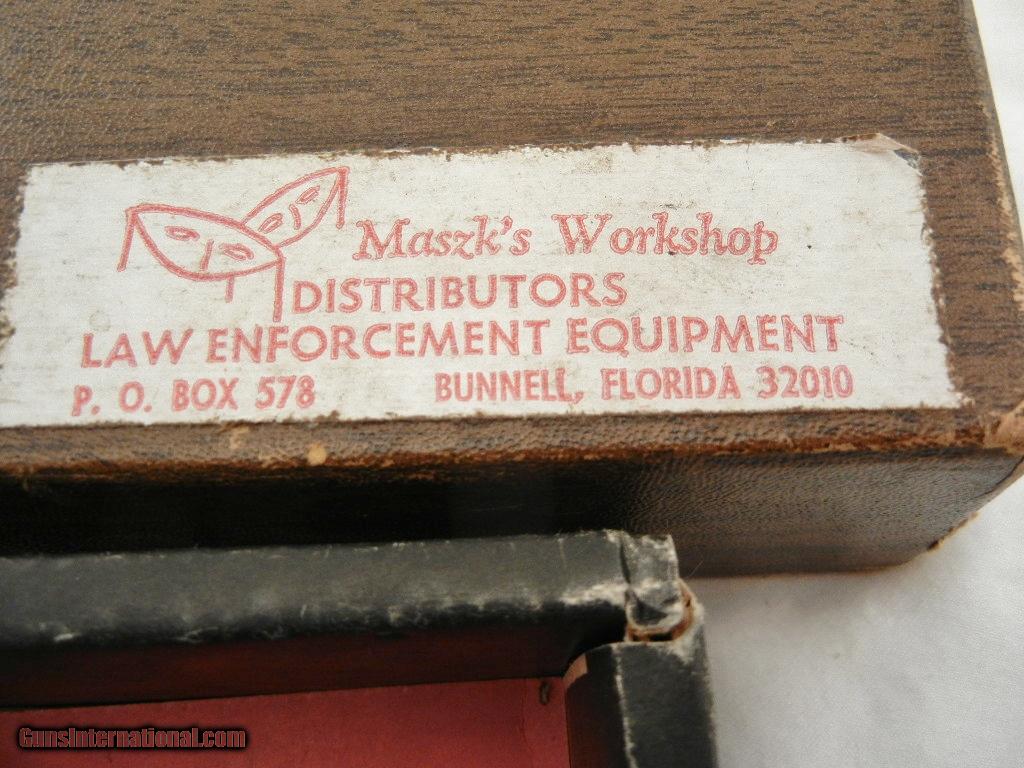 Maszk's Workshop
DISTRIBUTORS
LAW ENFORCEMENT EQUIPMENT
P. O. BOX 578 BUNNELL, FLORIDA 32010
GunsInternational.com